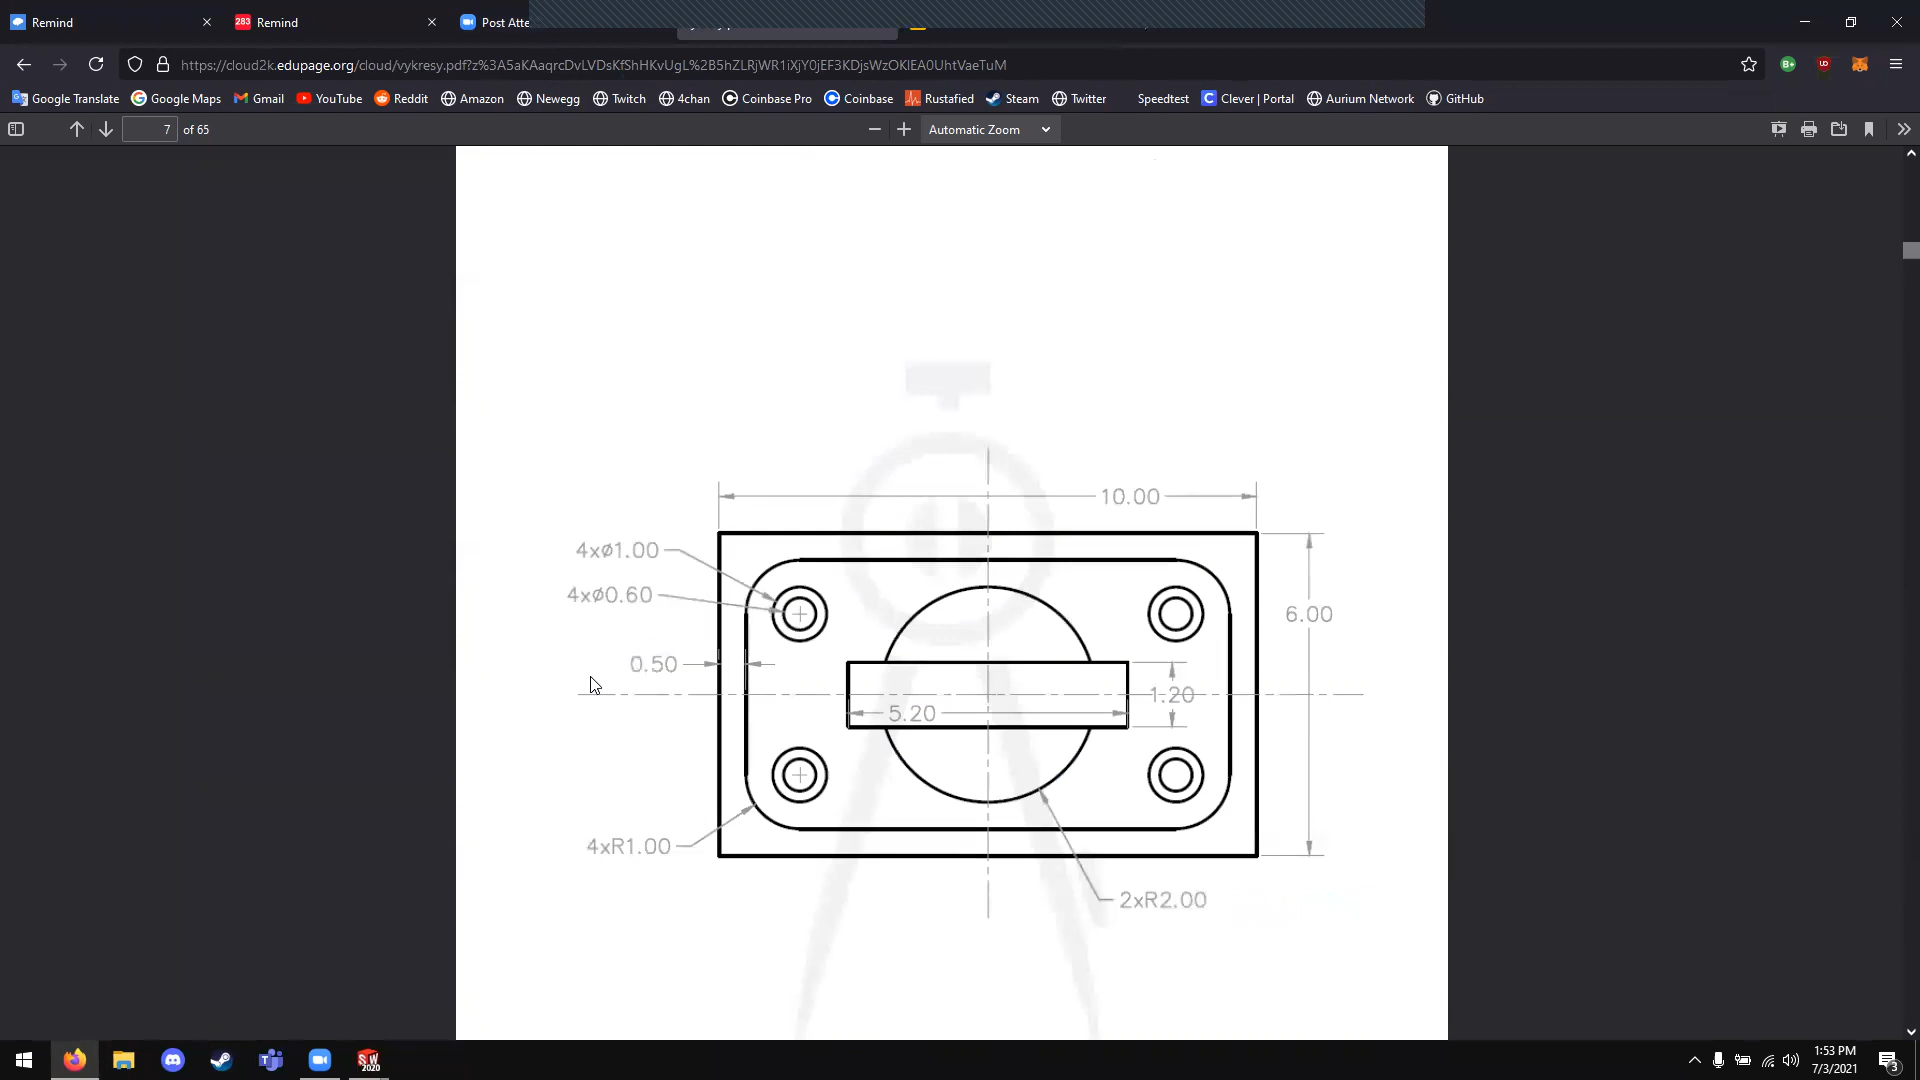 Remind
Remind
Post Atte
https://cloud2k.edupage.org/cloud/vykresy.pdf?z%3A5aKAaqrcDvLVDsKfShHKvUgL%2B5hZLRjWR1iXjY0jEF3KDjsWzOKlEA0UhtVaeTuM
Google Translate Google Maps Gmail YouTube Reddit Amazon Newegg Twitch 4chan Coinbase Pro Coinbase Rustafied Steam Twitter Speedtest Clever | Portal Aurium Network GitHub
7 of 65
Automatic Zoom
10.00
4xø1.00
4xø0.60
6.00
0.50
1.20
5.20
4xR1.00
2xR2.00
1:53 PM
7/3/2021
3